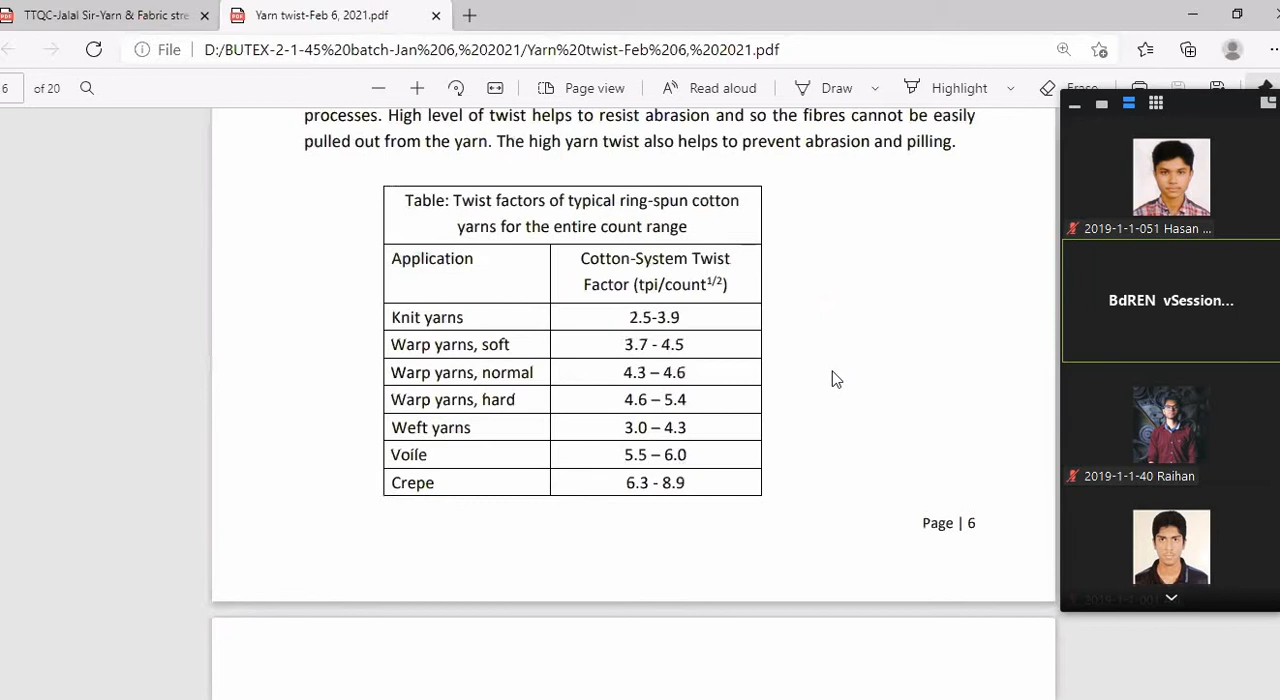 TTQC-Jalal Sir-Yarn & Fabric stre
Yarn twist-Feb 6, 2021.pdf
File
D:/BUTEX-2-1-45%20batch-Jan%206,%202021/Yarn%20twist-Feb%206,%202021.pdf
6 of 20
Page view
Read aloud
Draw
Highlight
Erase
processes. High level of twist helps to resist abrasion and so the fibres cannot be easily
pulled out from the yarn. The high yarn twist also helps to prevent abrasion and pilling.
Table: Twist factors of typical ring-spun cotton
yarns for the entire count range
Application
Cotton-System Twist
Factor (tpi/count1/2)
Knit yarns 2.5-3.9
Warp yarns, soft 3.7 - 4.5
Warp yarns, normal 4.3 – 4.6
Warp yarns, hard 4.6 – 5.4
Weft yarns 3.0 – 4.3
Voile 5.5 – 6.0
Crepe 6.3 - 8.9
Page | 6
2019-1-1-051 Hasan ...
BdREN vSession...
2019-1-1-40 Raihan